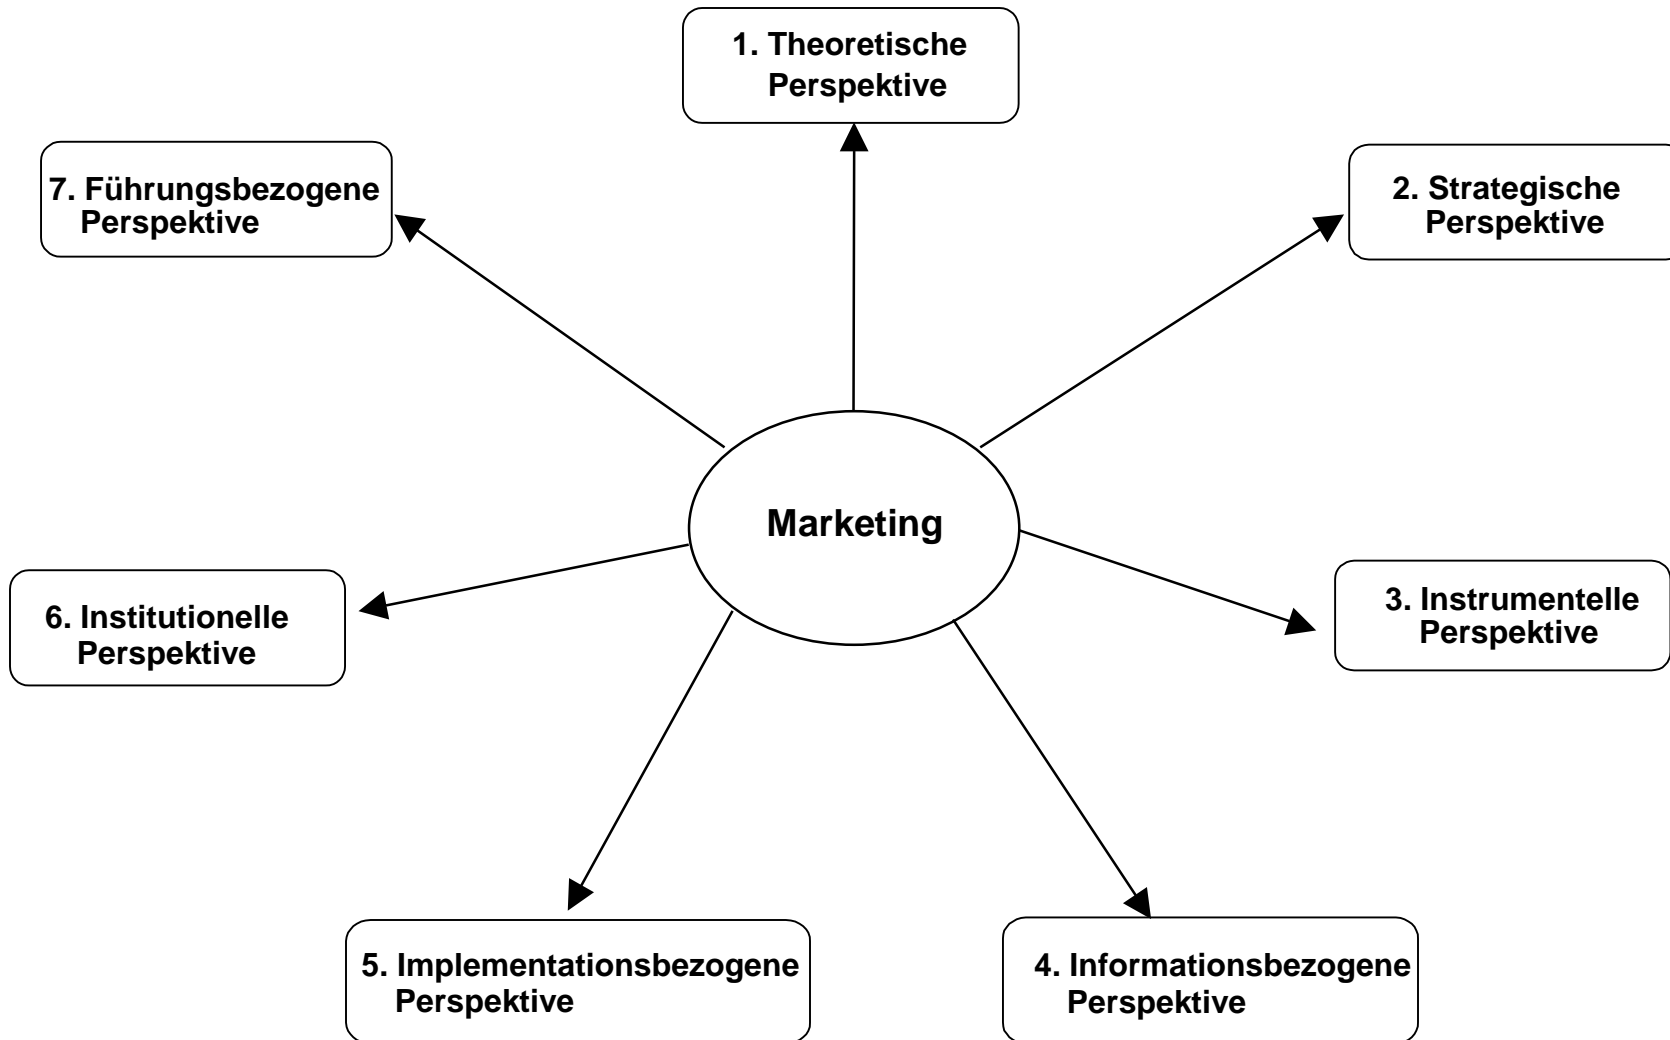 1. Theoretische
Perspektive
7. Führungsbezogene
Perspektive
2. Strategische
Perspektive
Marketing
6. Institutionelle
Perspektive
3. Instrumentelle
Perspektive
5. Implementationsbezogene
Perspektive
4. Informationsbezogene
Perspektive